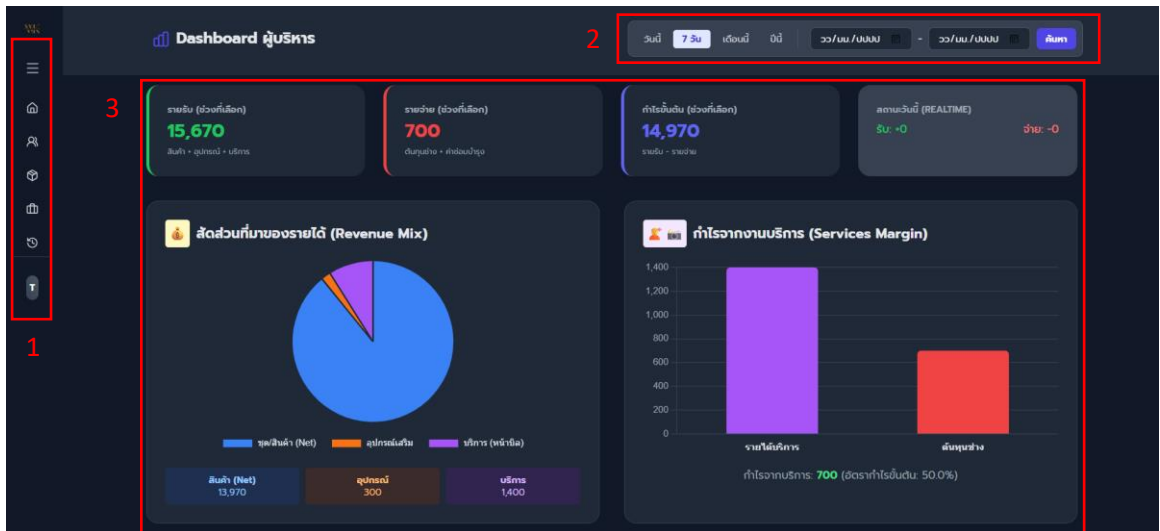 Dashboard ผู้บริหาร
2
วันนี้ 7 วัน เดือนนี้ ปีนี้ วว/ดด/ปปปป - วว/ดด/ปปปป ค้นหา
3
รายรับ (ช่วงที่เลือก)
15,670
สินค้า + อุปกรณ์ + บริการ
รายจ่าย (ช่วงที่เลือก)
700
ต้นทุนช่าง + ค่าซ่อมบำรุง
กำไรขั้นต้น (ช่วงที่เลือก)
14,970
รายรับ - รายจ่าย
สถานะวันนี้ (REALTIME)
รับ: +0 จ่าย: -0
T
1
สัดส่วนที่มาของรายได้ (Revenue Mix)
ชุด/สินค้า (Net) อุปกรณ์เสริม บริการ (หน้าบิล)
สินค้า (Net) อุปกรณ์ บริการ
13,970 300 1,400
กำไรจากงานบริการ (Services Margin)
1,400
1,200
1,000
800
600
400
200
0
รายได้บริการ ต้นทุนช่าง
กำไรจากบริการ: 700 (อัตรากำไรขั้นต้น: 50.0%)